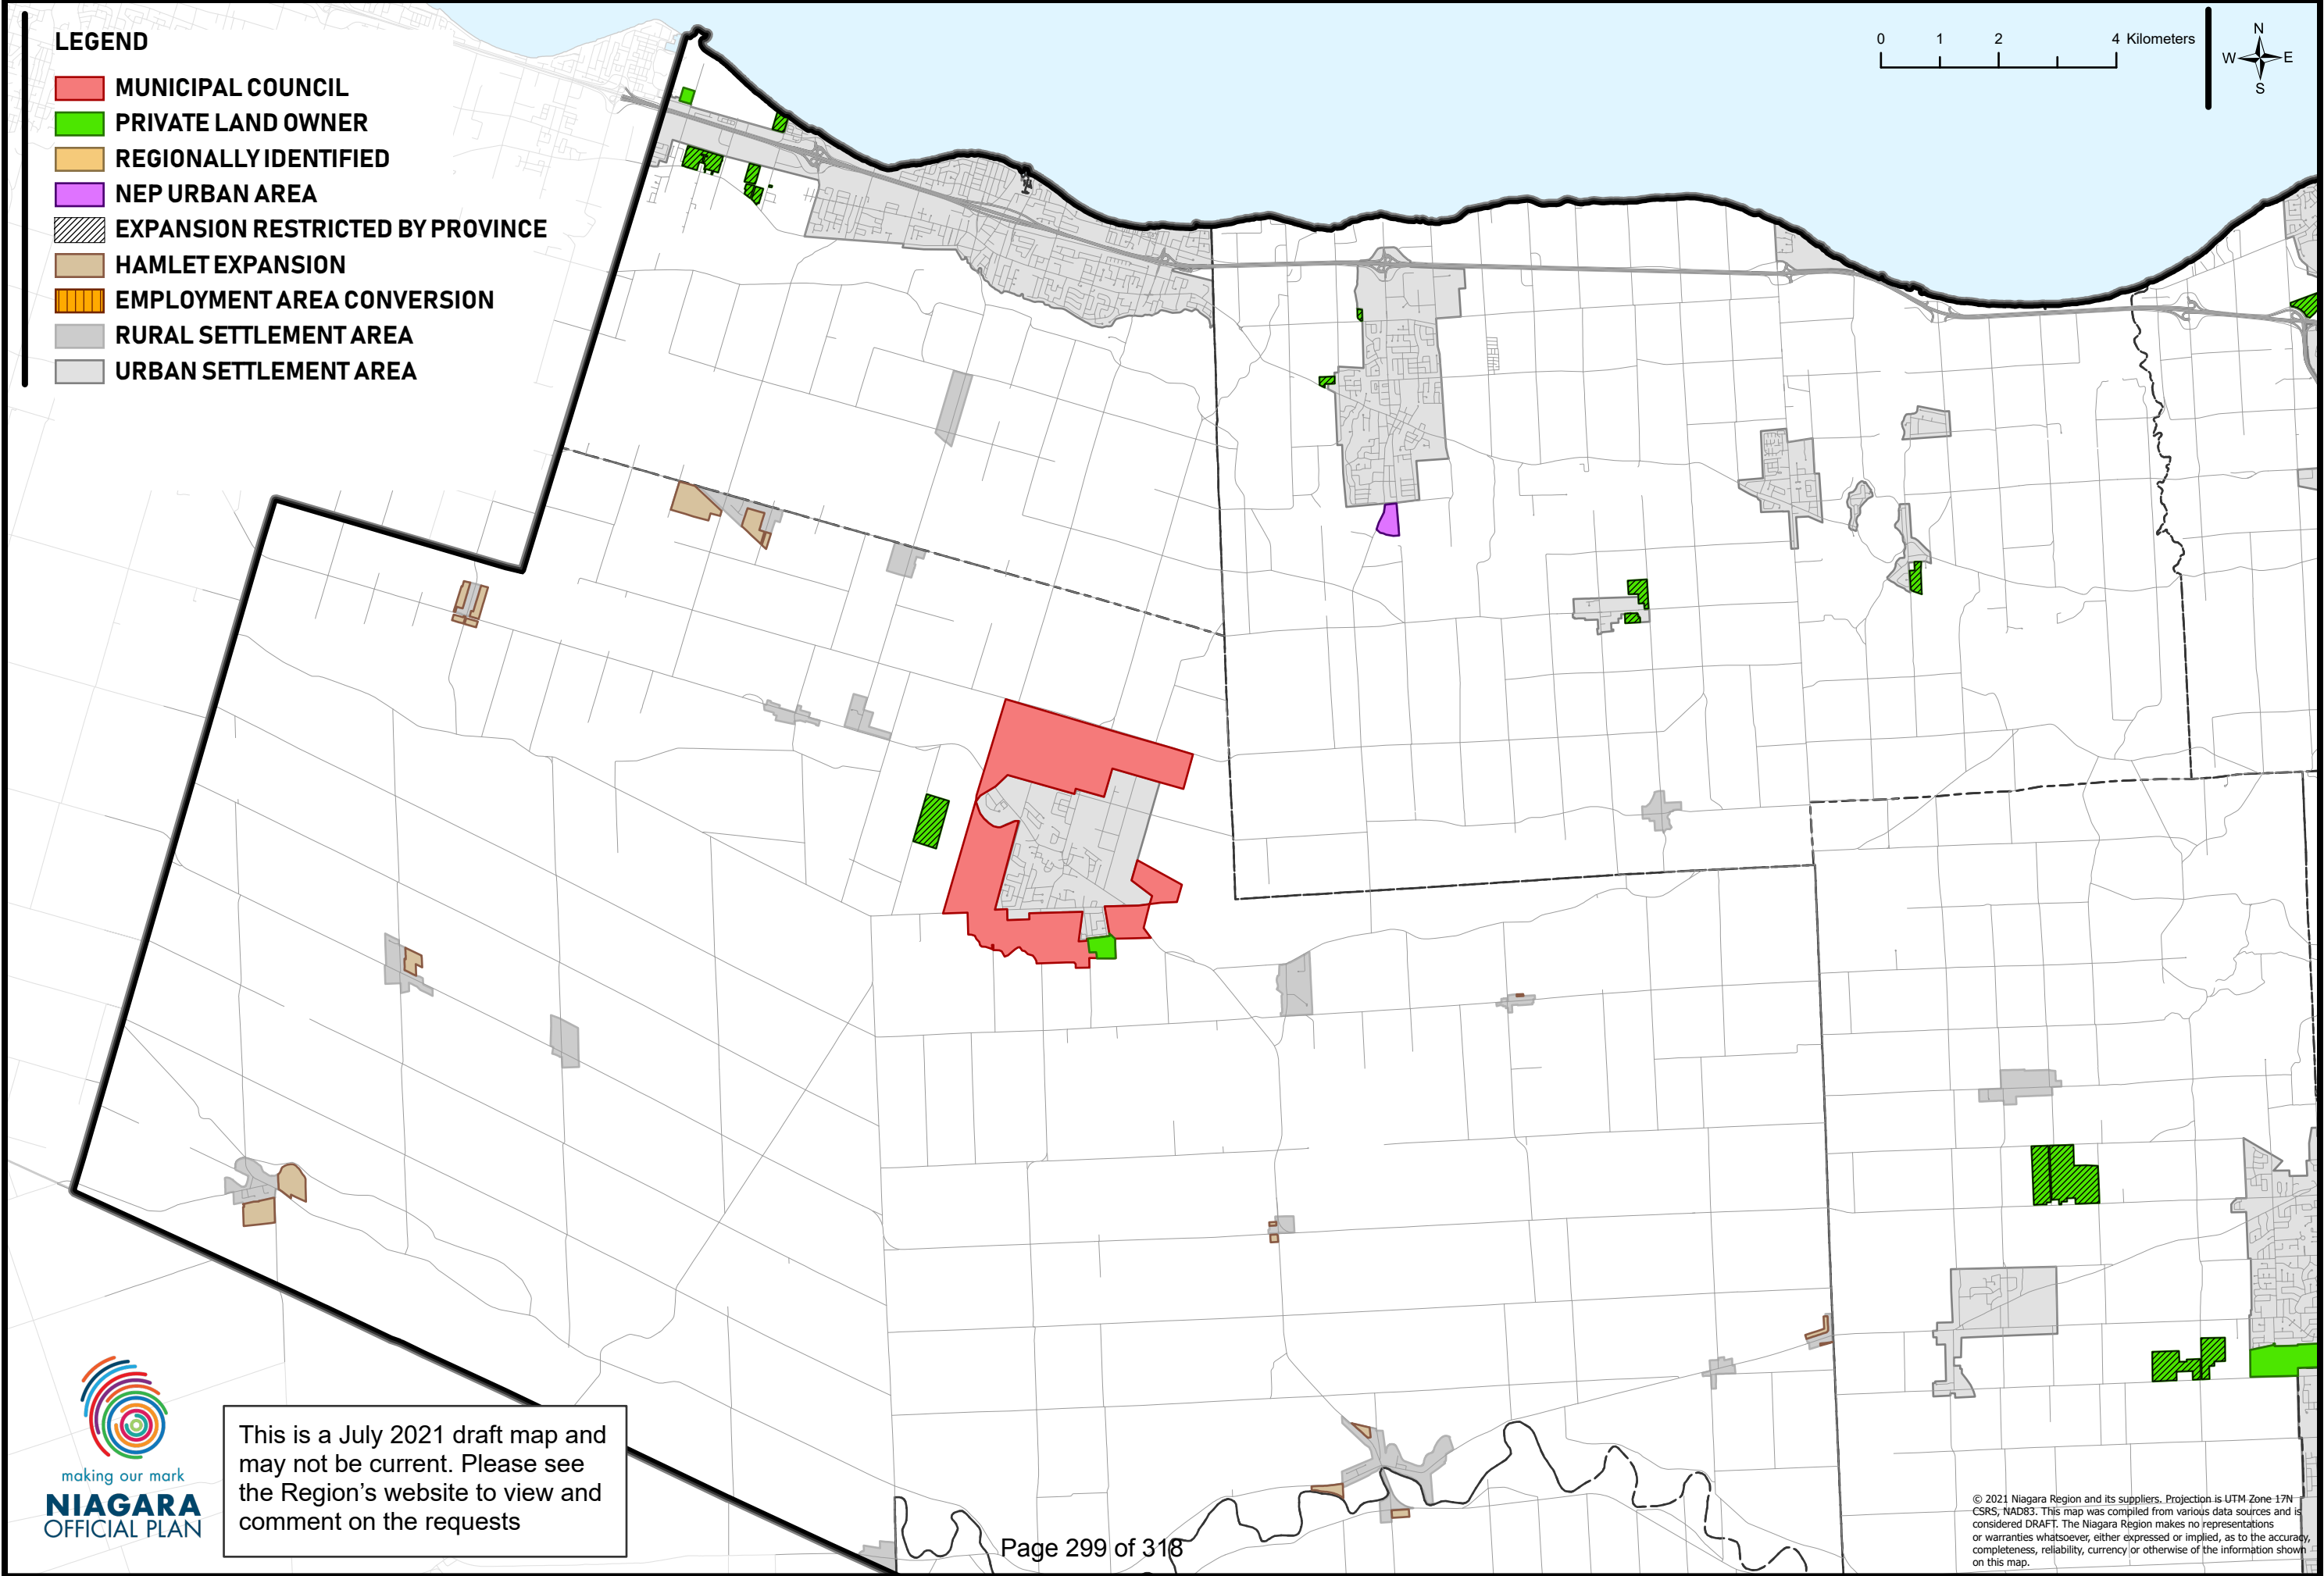 LEGEND
MUNICIPAL COUNCIL
PRIVATE LAND OWNER
REGIONALLY IDENTIFIED
NEP URBAN AREA
EXPANSION RESTRICTED BY PROVINCE
HAMLET EXPANSION
EMPLOYMENT AREA CONVERSION
RURAL SETTLEMENT AREA
URBAN SETTLEMENT AREA
0 1 2 4 Kilometers
N
W E
S
making our mark
NIAGARA
OFFICIAL PLAN
This is a July 2021 draft map and
may not be current. Please see
the Region's website to view and
comment on the requests
Page 299 of 318
© 2021 Niagara Region and its suppliers. Projection is UTM Zone 17N
CSRS, NAD83. This map was compiled from various data sources and is
considered DRAFT. The Niagara Region makes no representations
or warranties whatsoever, either expressed or implied, as to the accuracy,
completeness, reliability, currency or otherwise of the information shown
on this map.